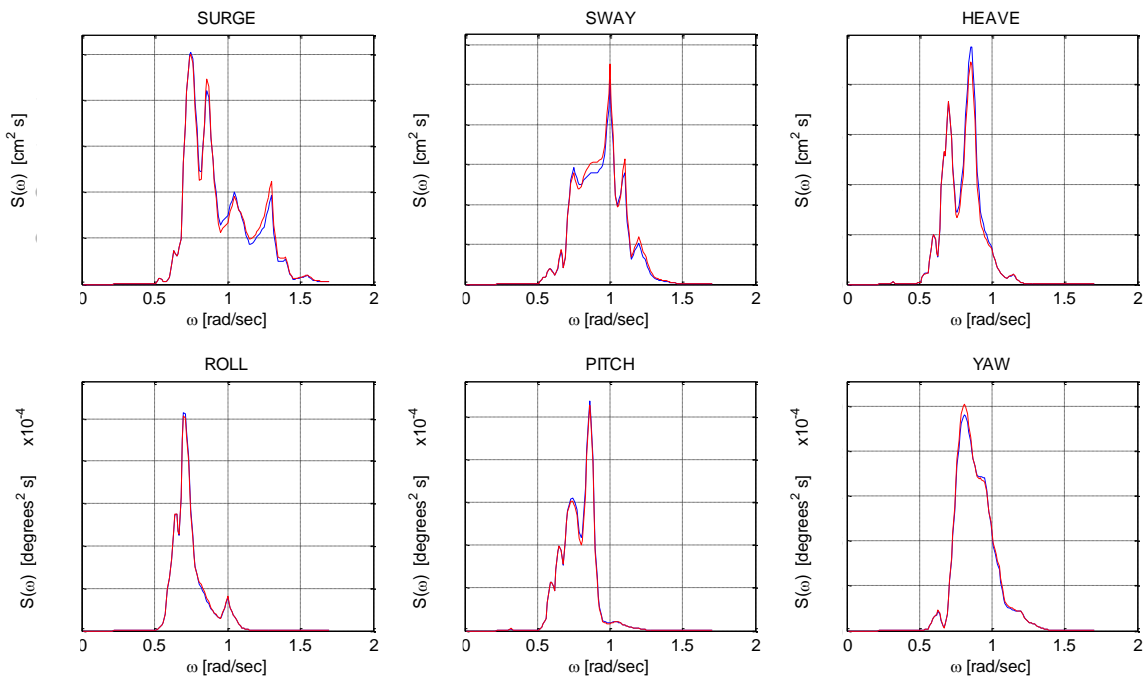 SURGE
SWAY
HEAVE
S(ω) [cm² s]
S(ω) [cm² s]
S(ω) [cm² s]
0 0.5 1 1.5 2
0 0.5 1 1.5 2
0 0.5 1 1.5 2
ω [rad/sec]
ω [rad/sec]
ω [rad/sec]
ROLL
PITCH
YAW
S(ω) [degrees² s] x10⁻⁴
S(ω) [degrees² s] x10⁻⁴
S(ω) [degrees² s] x10⁻⁴
0 0.5 1 1.5 2
0 0.5 1 1.5 2
0 0.5 1 1.5 2
ω [rad/sec]
ω [rad/sec]
ω [rad/sec]